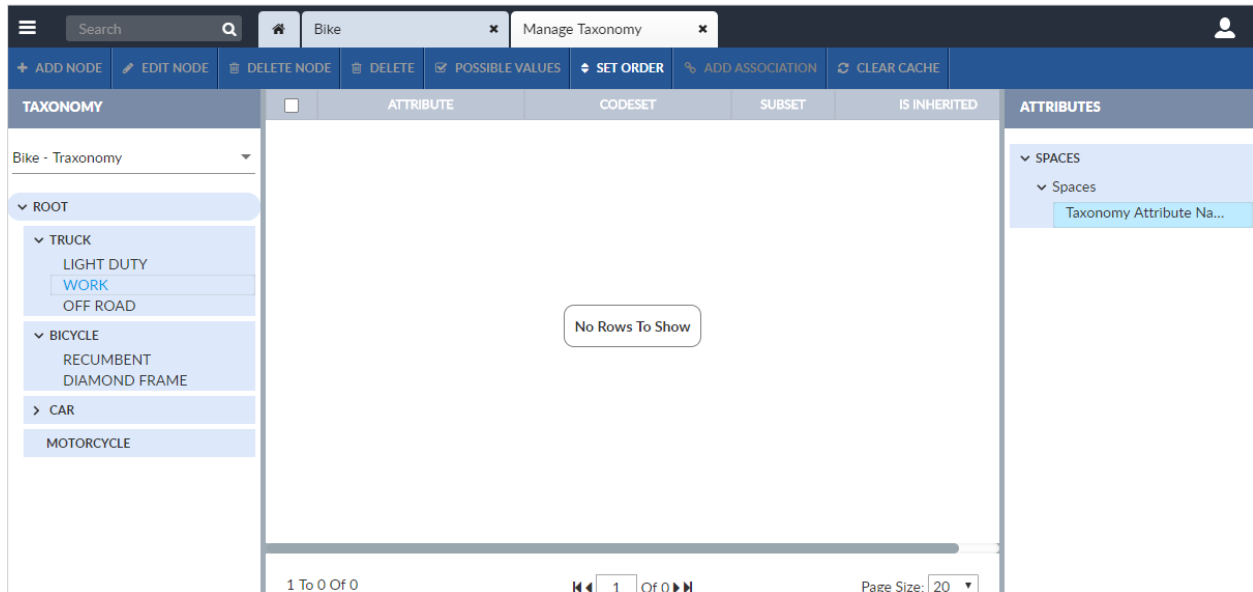 Search
Bike
Manage Taxonomy
ADD NODE EDIT NODE DELETE NODE DELETE POSSIBLE VALUES SET ORDER ADD ASSOCIATION CLEAR CACHE
TAXONOMY
ATTRIBUTE CODESET SUBSET IS INHERITED
ATTRIBUTES
Bike - Traxonomy
ROOT
TRUCK
LIGHT DUTY
WORK
OFF ROAD
BICYCLE
RECUMBENT
DIAMOND FRAME
CAR
MOTORCYCLE
No Rows To Show
SPACES
Spaces
Taxonomy Attribute Na...
1 To 0 Of 0
1 Of 0
Page Size: 20